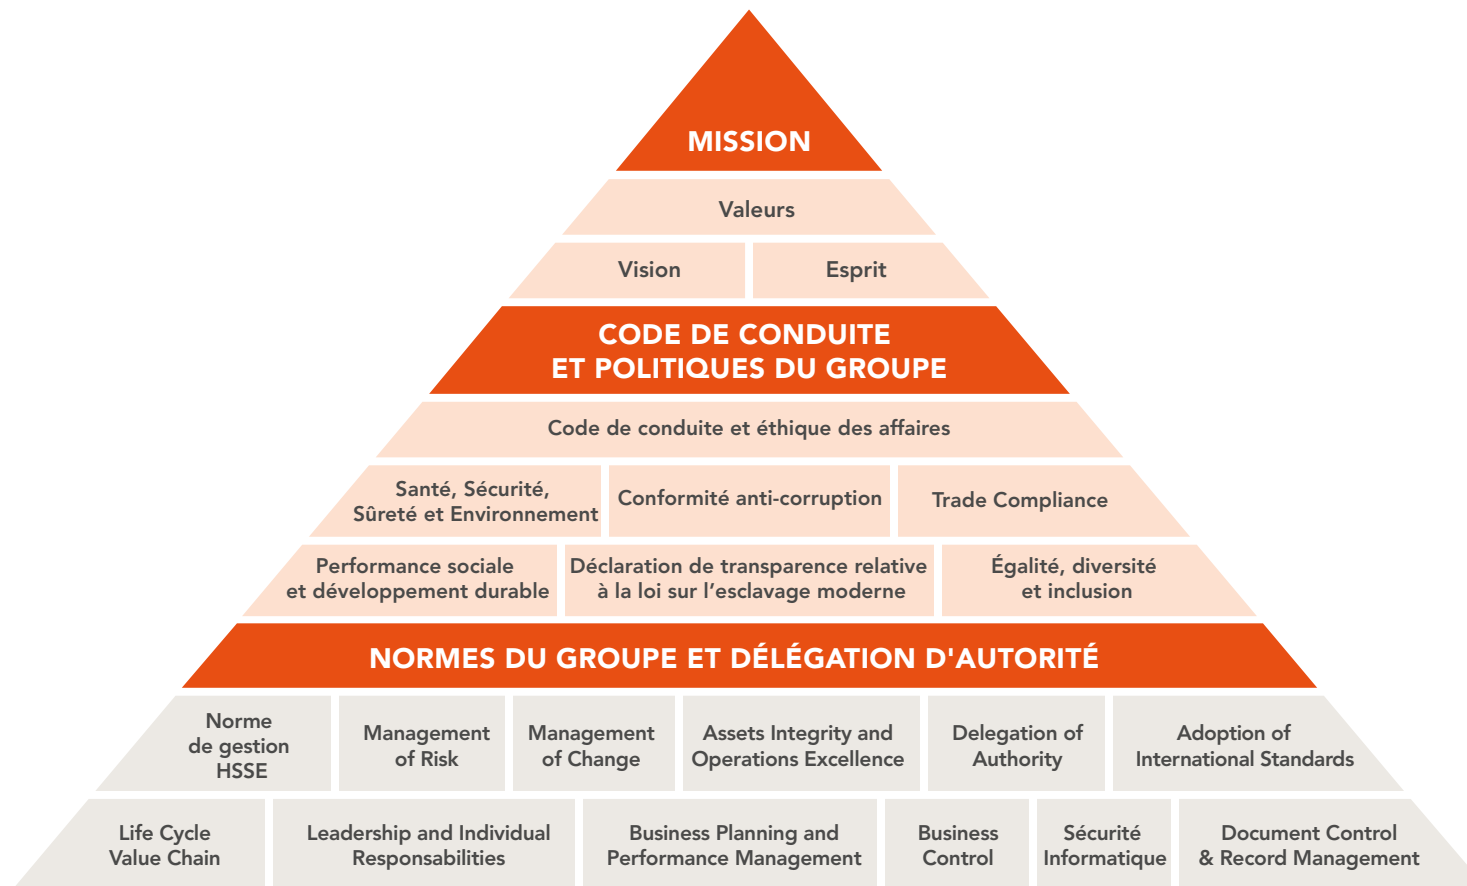 MISSION
Valeurs
Vision
Esprit
CODE DE CONDUITE
ET POLITIQUES DU GROUPE
Code de conduite et éthique des affaires
Santé, Sécurité,
Sûreté et Environnement
Conformité anti-corruption
Trade Compliance
Performance sociale
et développement durable
Déclaration de transparence relative
à la loi sur l’esclavage moderne
Égalité, diversité
et inclusion
NORMES DU GROUPE ET DÉLÉGATION D'AUTORITÉ
Norme
de gestion
HSSE
Management
of Risk
Management
of Change
Assets Integrity and
Operations Excellence
Delegation of
Authority
Adoption of
International Standards
Life Cycle
Value Chain
Leadership and Individual
Responsabilities
Business Planning and
Performance Management
Business
Control
Sécurité
Informatique
Document Control
& Record Management